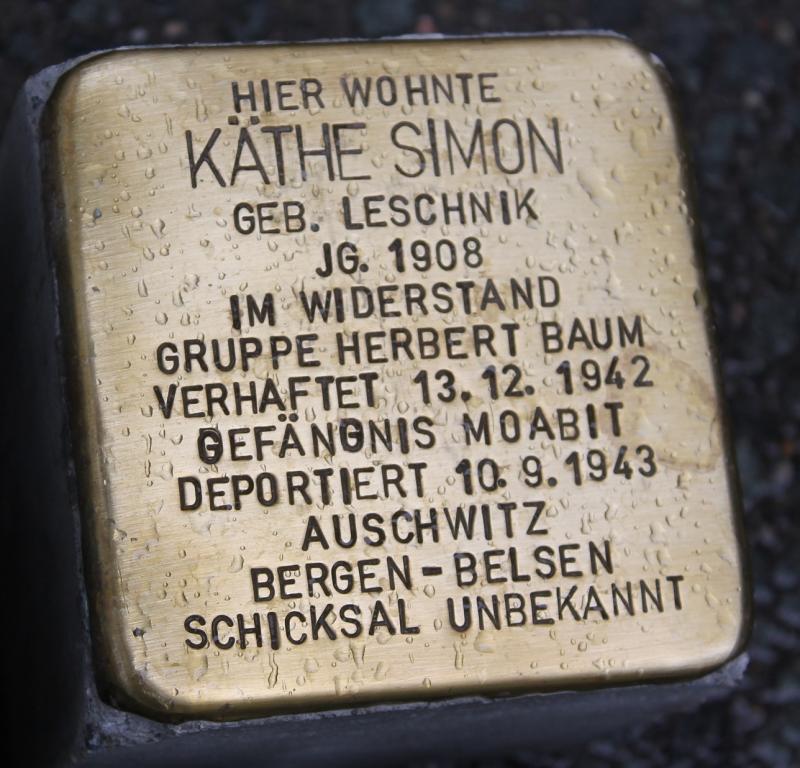 HIER WOHNTE
KÄTHE SIMON
GEB. LESCHNIK
JG. 1908
IM WIDERSTAND
GRUPPE HERBERT BAUM
VERHAFTET 13.12.1942
GEFÄNGNIS MOABIT
DEPORTIERT 10.9.1943
AUSCHWITZ
BERGEN-BELSEN
SCHICKSAL UNBEKANNT